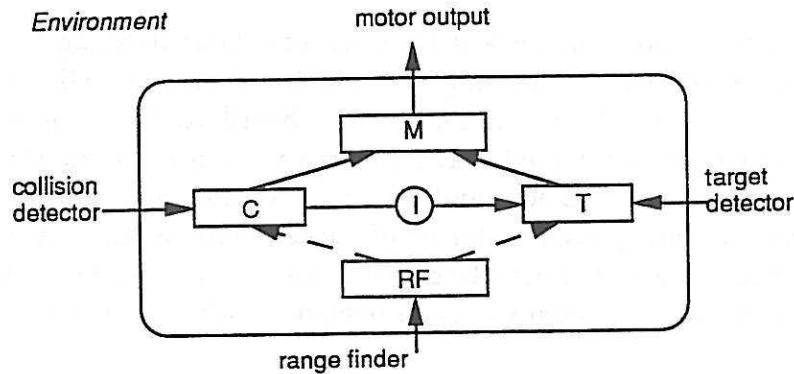 Environment
motor output
M
collision
detector
C
I
T
target
detector
RF
range finder